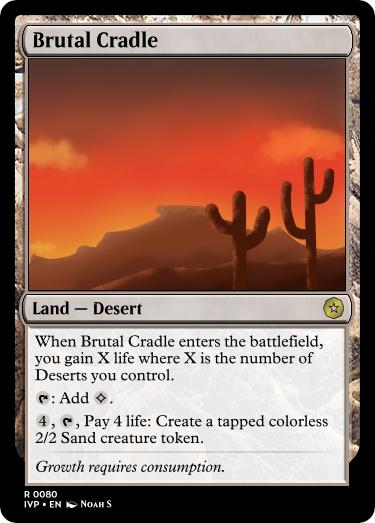 Brutal Cradle
Land — Desert
When Brutal Cradle enters the battlefield,
you gain X life where X is the number of
Deserts you control.
: Add .
4, , Pay 4 life: Create a tapped colorless
2/2 Sand creature token.
Growth requires consumption.
R 0080
IVP • EN Noah S